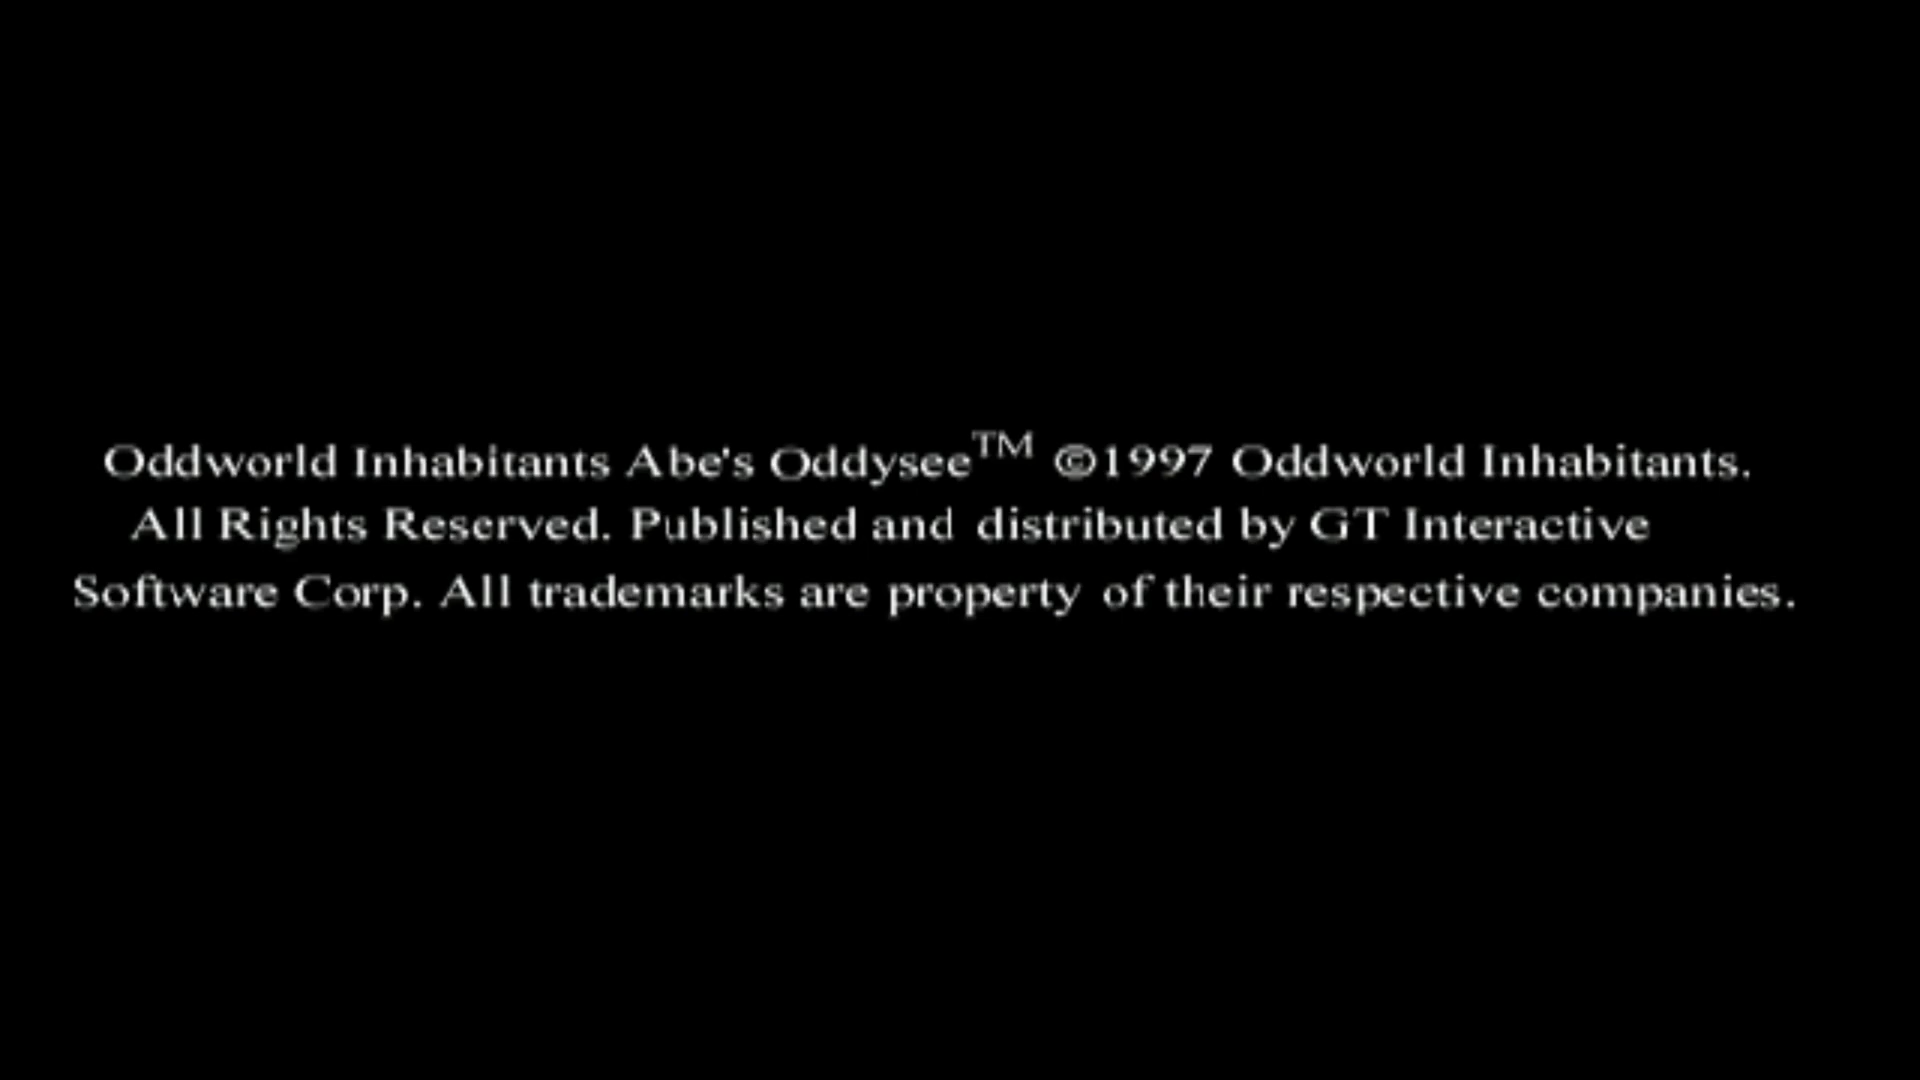 Oddworld Inhabitants Abe's Oddysee™ ©1997 Oddworld Inhabitants.
All Rights Reserved. Published and distributed by GT Interactive
Software Corp. All trademarks are property of their respective companies.